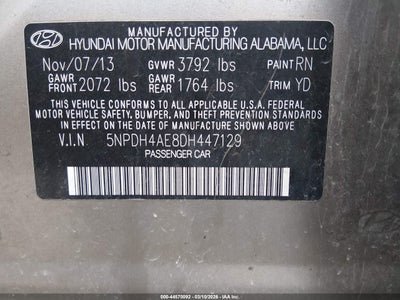 MANUFACTURED BY
HYUNDAI MOTOR MANUFACTURING ALABAMA, LLC
Nov/07/13 GVWR 3792 lbs PAINT RN
GAWR FRONT 2072 lbs GAWR REAR 1764 lbs TRIM YD
THIS VEHICLE CONFORMS TO ALL APPLICABLE U.S.A. FEDERAL
MOTOR VEHICLE SAFETY, BUMPER, AND THEFT PREVENTION
STANDARDS IN EFFECT ON THE DATE OF MANUFACTURE SHOWN ABOVE.
V.I.N 5NPDH4AE8DH447129
PASSENGER CAR
000-44570092 - 03/10/2026 - IAA Inc.